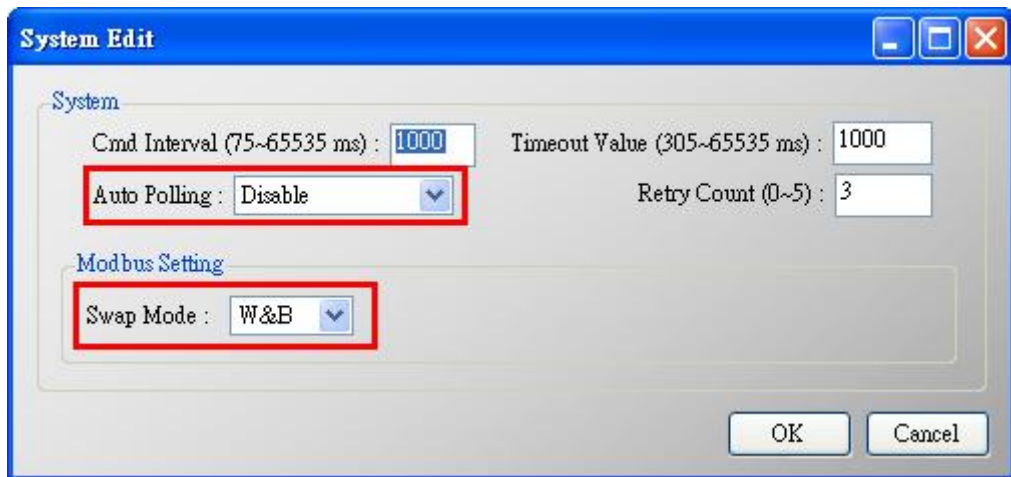 System Edit
System
Cmd Interval (75~65535 ms) : 1000 Timeout Value (305~65535 ms) : 1000
Auto Polling : Disable Retry Count (0~5) : 3
Modbus Setting
Swap Mode : W&B
OK Cancel